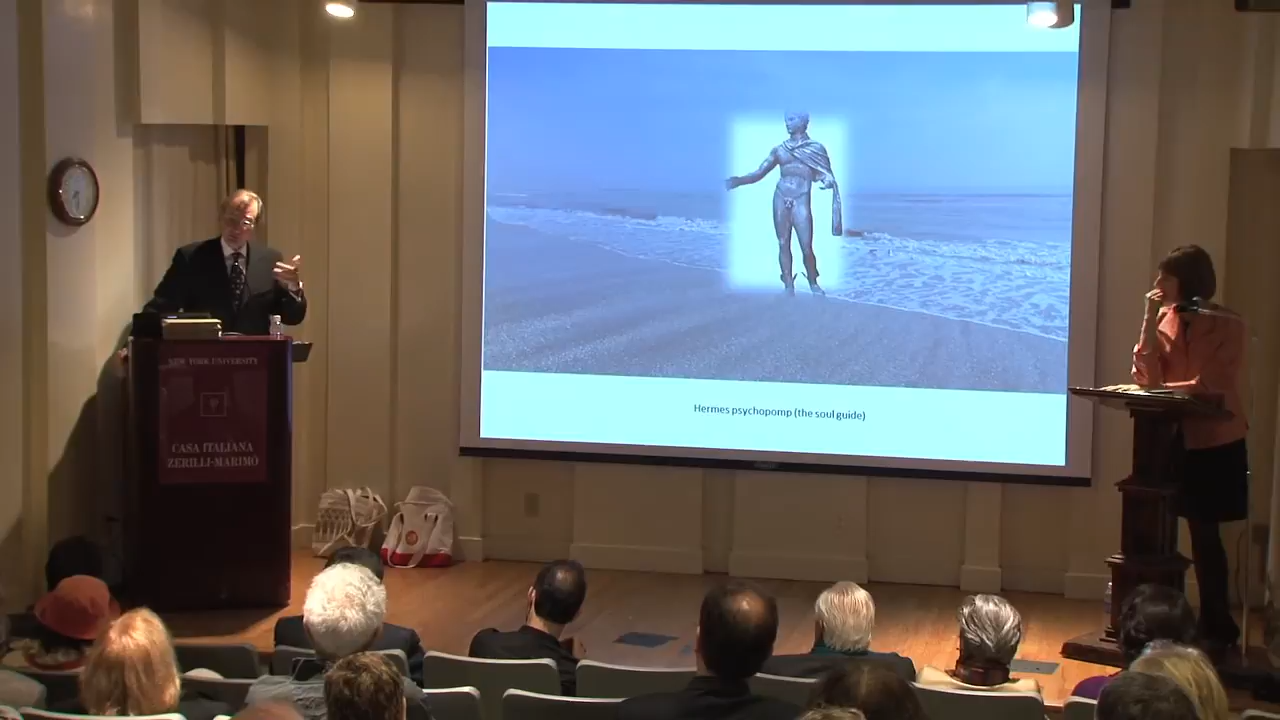 NEW YORK UNIVERSITY
CASA ITALIANA
ZERILLI-MARIMÒ
Hermes psychopomp (the soul guide)